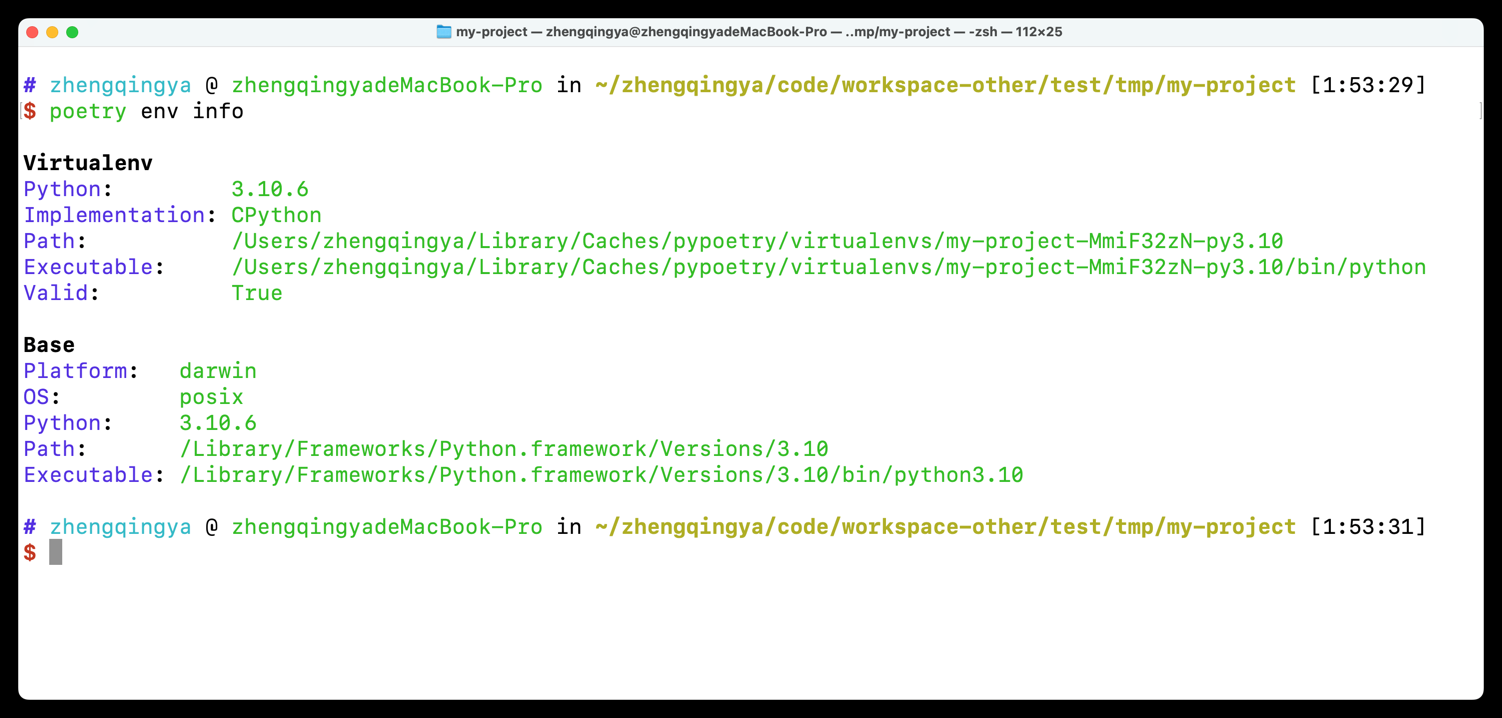 my-project — zhengqingya@zhengqingyadeMacBook-Pro — ..mp/my-project — -zsh — 112×25
# zhengqingya @ zhengqingyadeMacBook-Pro in ~/zhengqingya/code/workspace-other/test/tmp/my-project [1:53:29]
$ poetry env info
Virtualenv
Python: 3.10.6
Implementation: CPython
Path: /Users/zhengqingya/Library/Caches/pypoetry/virtualenvs/my-project-MmiF32zN-py3.10
Executable: /Users/zhengqingya/Library/Caches/pypoetry/virtualenvs/my-project-MmiF32zN-py3.10/bin/python
Valid: True
Base
Platform: darwin
OS: posix
Python: 3.10.6
Path: /Library/Frameworks/Python.framework/Versions/3.10
Executable: /Library/Frameworks/Python.framework/Versions/3.10/bin/python3.10
# zhengqingya @ zhengqingyadeMacBook-Pro in ~/zhengqingya/code/workspace-other/test/tmp/my-project [1:53:31]
$